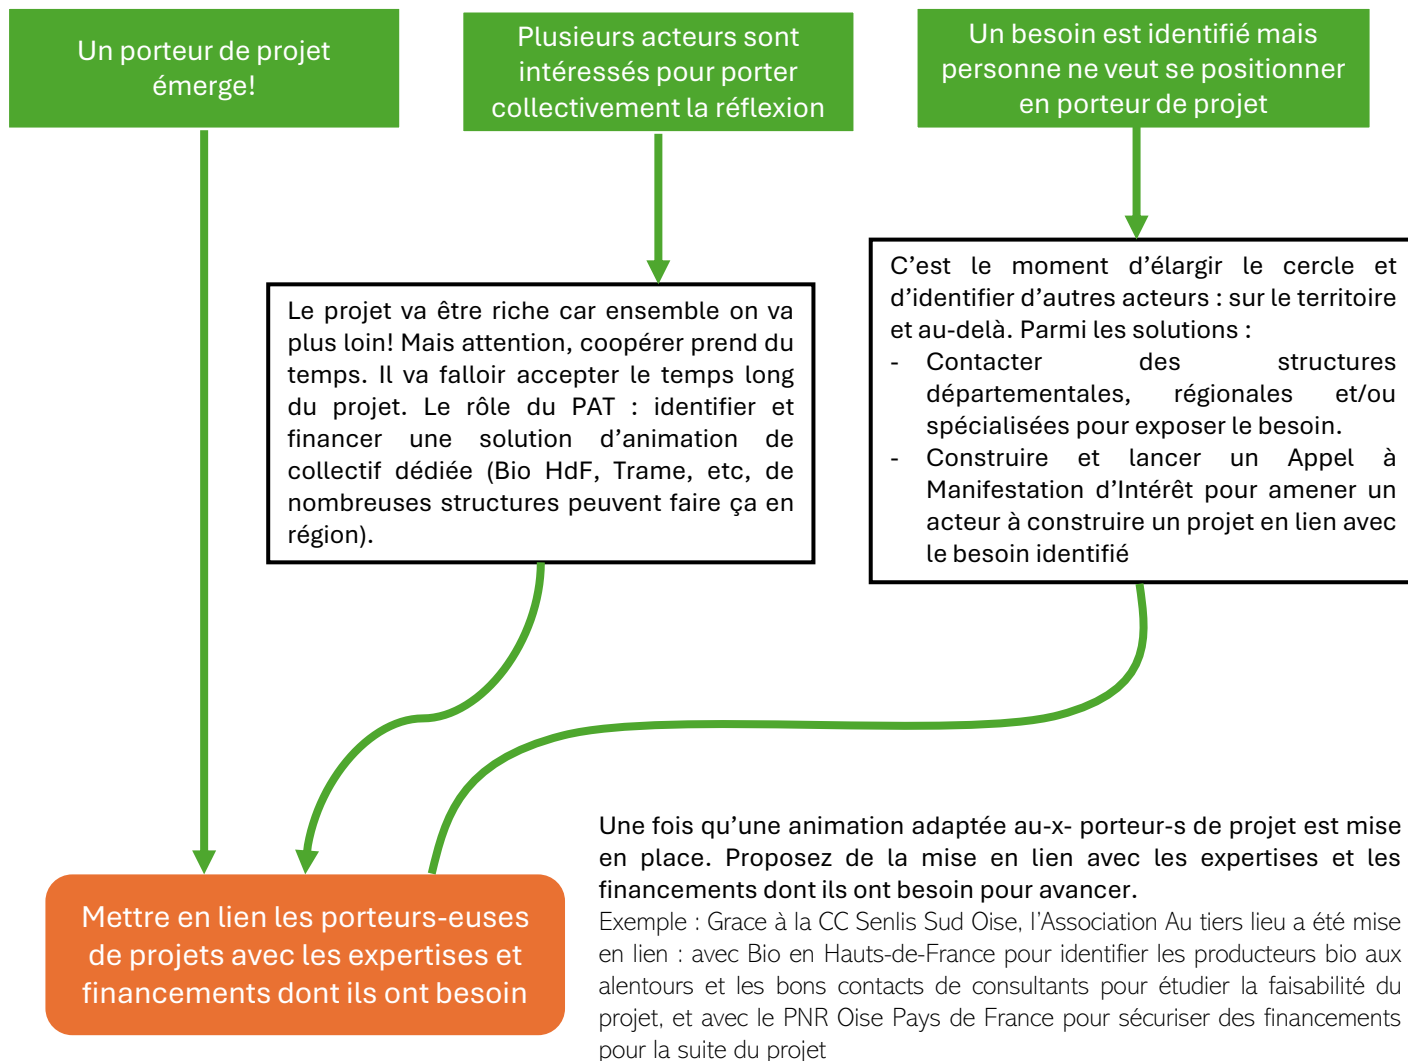 Un porteur de projet
émerge!
Plusieurs acteurs sont
intéressés pour porter
collectivement la réflexion
Un besoin est identifié mais
personne ne veut se positionner
en porteur de projet
Le projet va être riche car ensemble on va
plus loin! Mais attention, coopérer prend du
temps. Il va falloir accepter le temps long
du projet. Le rôle du PAT : identifier et
financer une solution d’animation de
collectif dédiée (Bio HdF, Trame, etc, de
nombreuses structures peuvent faire ça en
région).
C’est le moment d’élargir le cercle et
d’identifier d’autres acteurs : sur le territoire
et au-delà. Parmi les solutions :
- Contacter des structures
départementales, régionales et/ou
spécialisées pour exposer le besoin.
- Construire et lancer un Appel à
Manifestation d’Intérêt pour amener un
acteur à construire un projet en lien avec
le besoin identifié
Mettre en lien les porteurs-euses
de projets avec les expertises et
financements dont ils ont besoin
Une fois qu’une animation adaptée au-x- porteur-s de projet est mise
en place. Proposez de la mise en lien avec les expertises et les
financements dont ils ont besoin pour avancer.
Exemple : Grace à la CC Senlis Sud Oise, l’Association Au tiers lieu a été mise
en lien : avec Bio en Hauts-de-France pour identifier les producteurs bio aux
alentours et les bons contacts de consultants pour étudier la faisabilité du
projet, et avec le PNR Oise Pays de France pour sécuriser des financements
pour la suite du projet